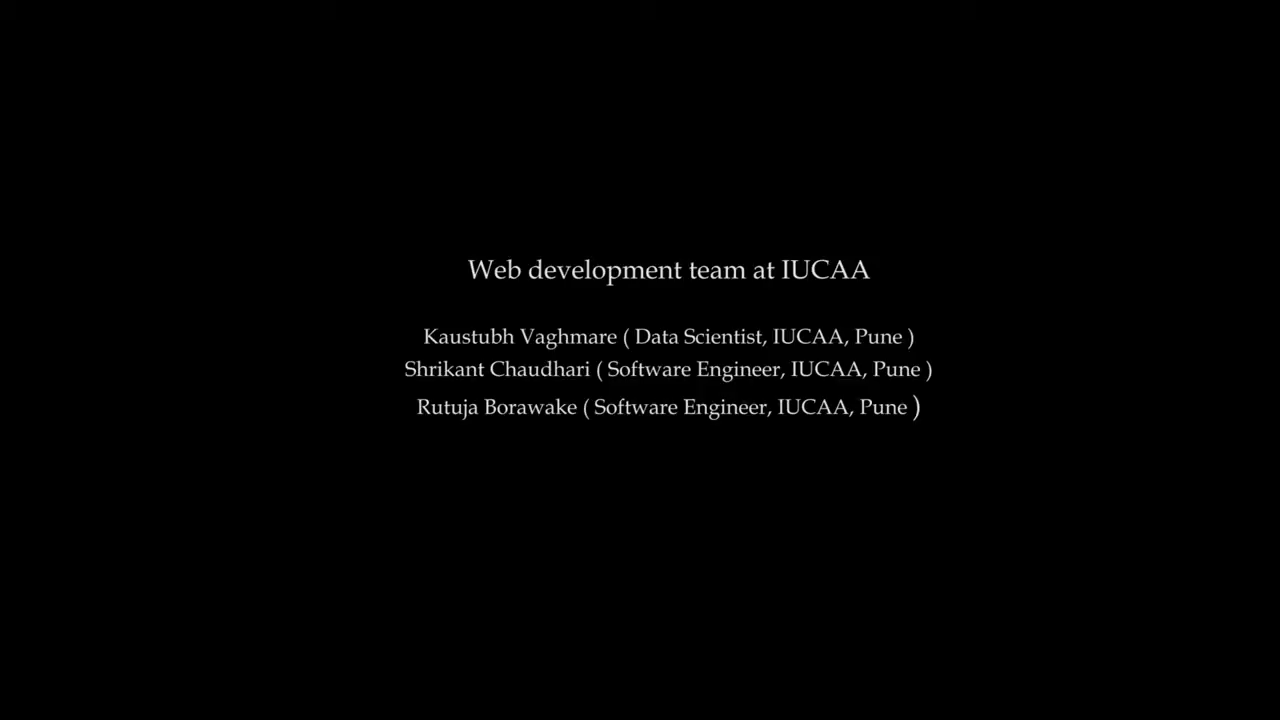 Web development team at IUCAA
Kaustubh Vaghmare ( Data Scientist, IUCAA, Pune )
Shrikant Chaudhari ( Software Engineer, IUCAA, Pune )
Rutuja Borawake ( Software Engineer, IUCAA, Pune )